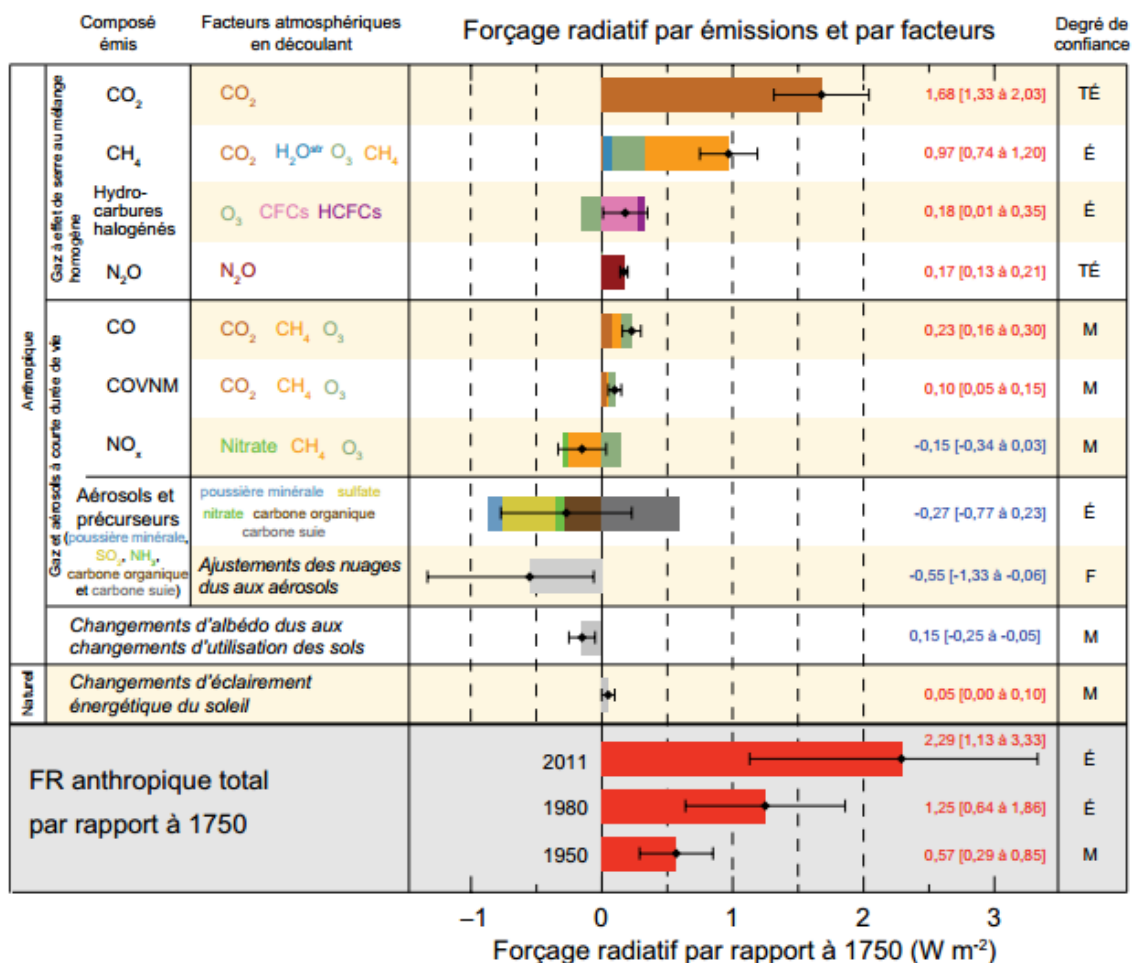 Composé
émis
Facteurs atmosphériques
en découlant
Forçage radiatif par émissions et par facteurs
Degré de
confiance
Anthropique
Gaz à effet de serre au mélange
homogène
CO₂
CO₂
1,68 [1,33 à 2,03]
TÉ
CH₄
CO₂ H₂Oˢᵗʳ O₃ CH₄
0,97 [0,74 à 1,20]
É
Hydro-
carbures
halogénés
O₃ CFCs HCFCs
0,18 [0,01 à 0,35]
É
N₂O
N₂O
0,17 [0,13 à 0,21]
TÉ
Gaz et aérosols à courte durée de vie
CO
CO₂ CH₄ O₃
0,23 [0,16 à 0,30]
M
COVNM
CO₂ CH₄ O₃
0,10 [0,05 à 0,15]
M
NOₓ
Nitrate CH₄ O₃
-0,15 [-0,34 à 0,03]
M
Aérosols et
précurseurs
(poussière minérale,
SO₂, NH₃,
carbone organique
et carbone suie)
poussière minérale sulfate
nitrate carbone organique
carbone suie
-0,27 [-0,77 à 0,23]
É
Ajustements des nuages
dus aux aérosols
-0,55 [-1,33 à -0,06]
F
Changements d'albédo dus aux
changements d'utilisation des sols
0,15 [-0,25 à -0,05]
M
Naturel
Changements d'éclairement
énergétique du soleil
0,05 [0,00 à 0,10]
M
FR anthropique total
par rapport à 1750
2011
2,29 [1,13 à 3,33]
É
1980
1,25 [0,64 à 1,86]
É
1950
0,57 [0,29 à 0,85]
M
–1 0 1 2 3
Forçage radiatif par rapport à 1750 (W m⁻²)